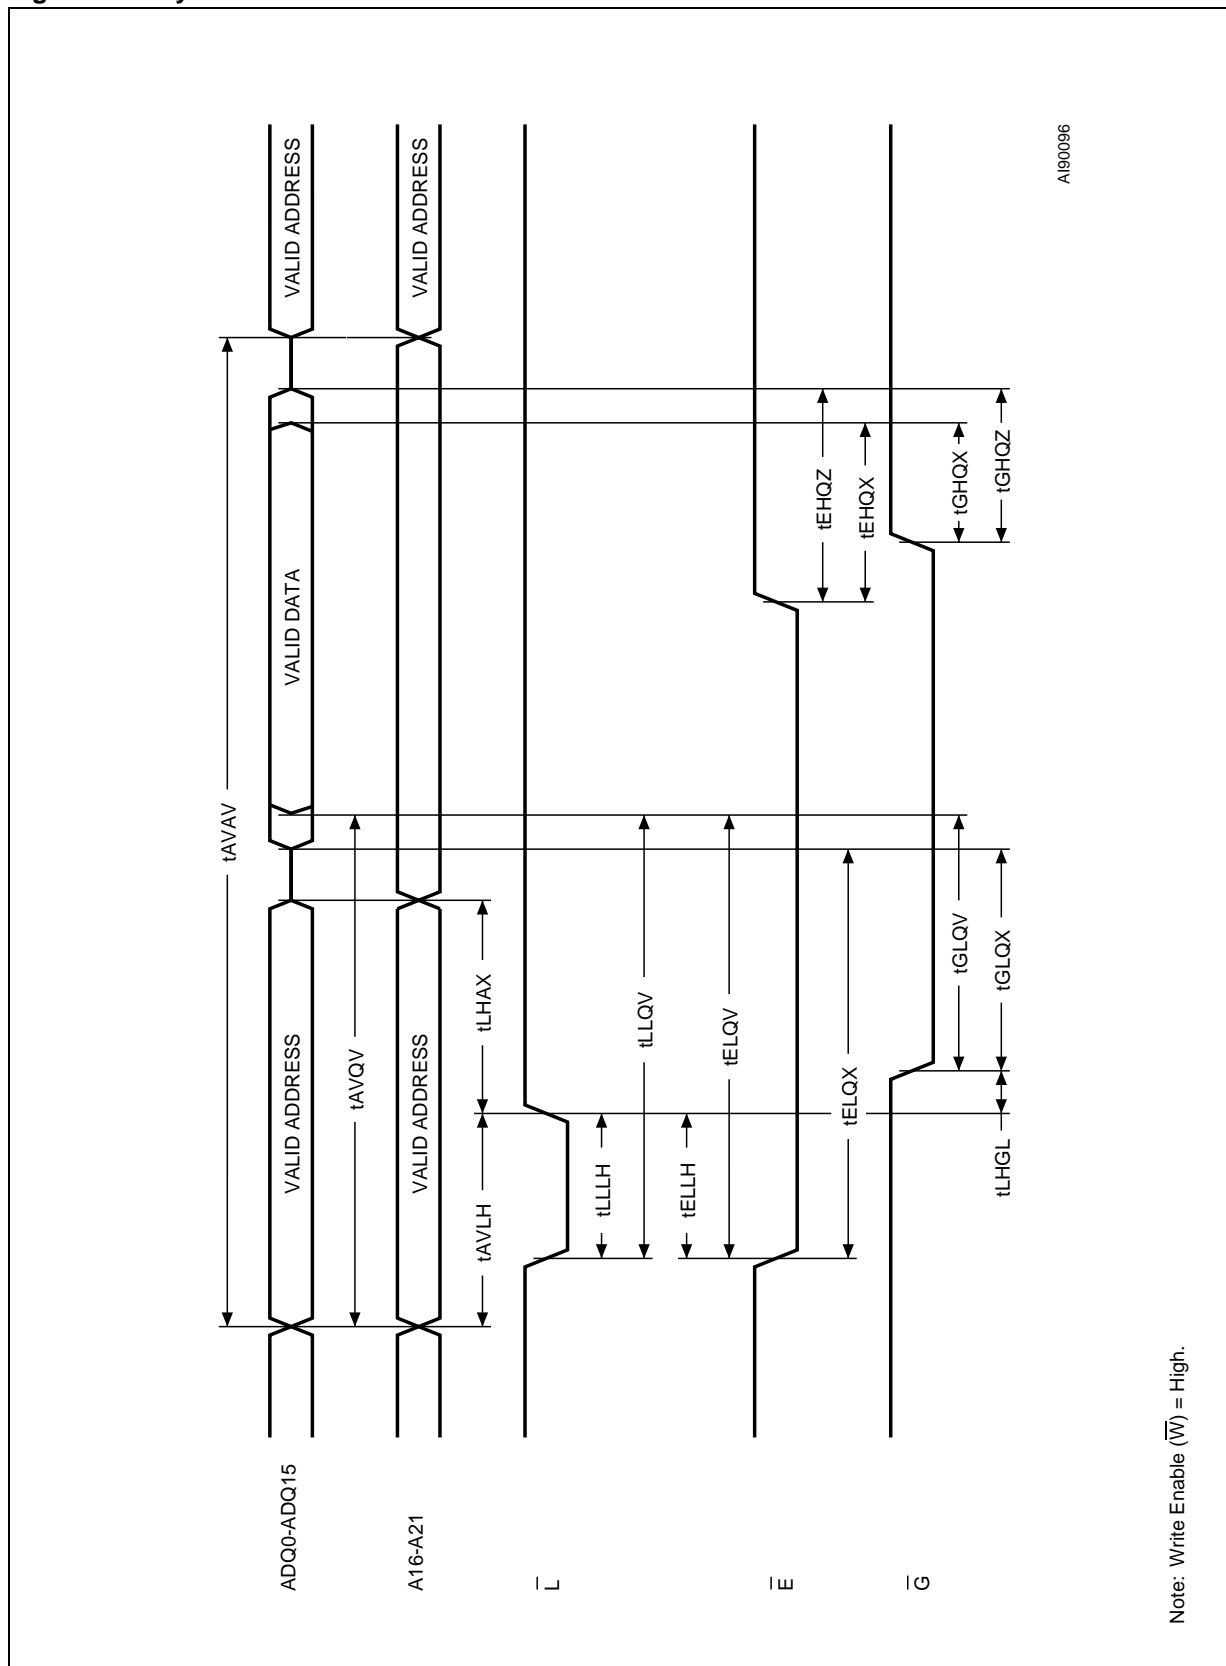 ADQ0-ADQ15
VALID ADDRESS
VALID DATA
VALID ADDRESS
tAVAV
tAVQV
A16-A21
VALID ADDRESS
VALID ADDRESS
tAVLH
tLHAX
L̅
tLLLH
tLLQV
tELLH
tELQV
E̅
tELQX
tEHQZ
tEHQX
G̅
tGLQV
tGHQX
tLHGL
tGLQX
tGHQZ
AI90096
Note: Write Enable (W̅) = High.